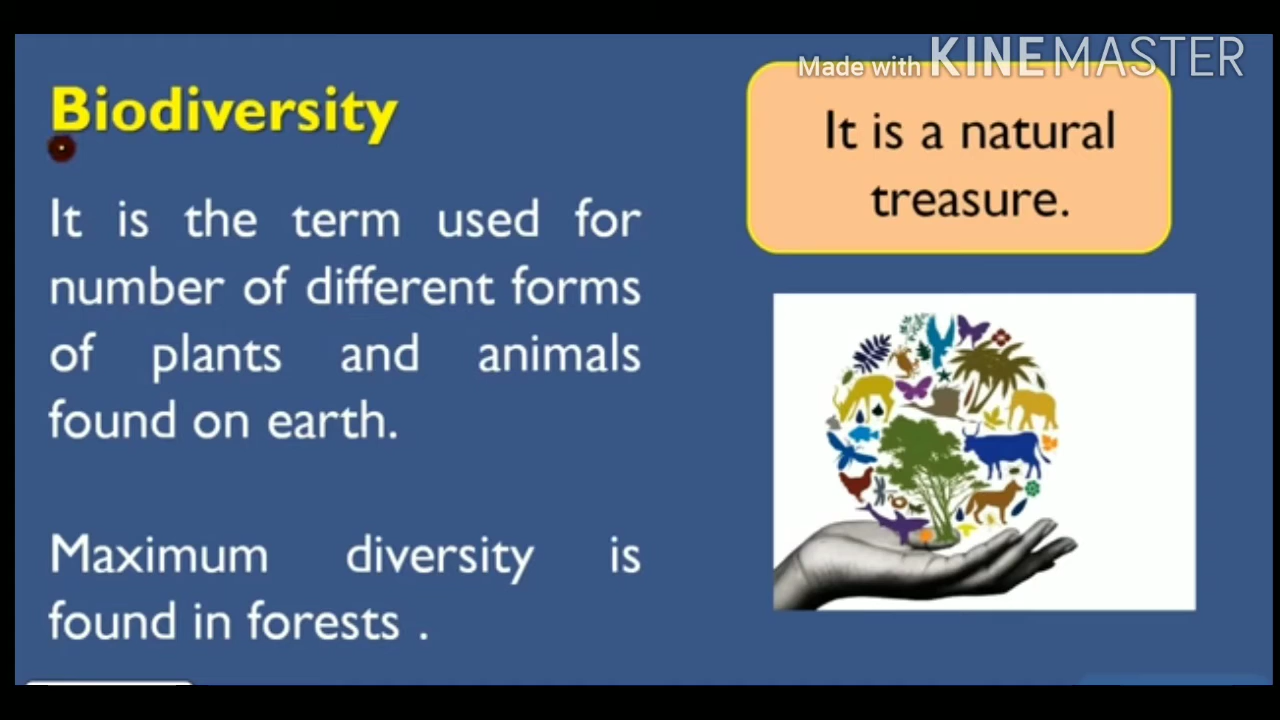 Made with KINEMASTER
Biodiversity
It is a natural
treasure.
It is the term used for
number of different forms
of plants and animals
found on earth.
Maximum diversity is
found in forests .